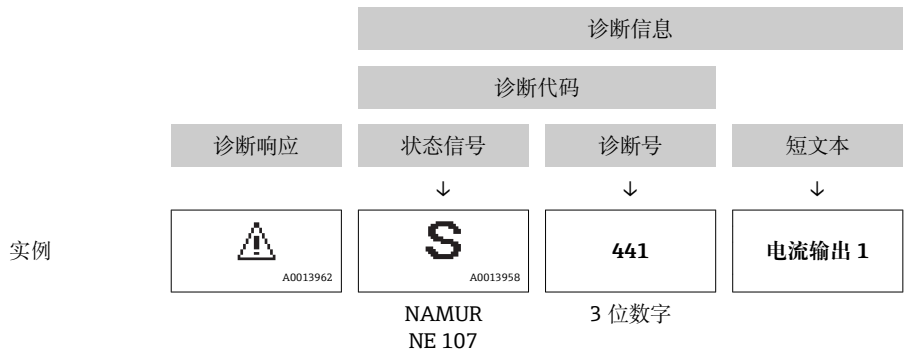 诊断信息
诊断代码
诊断响应 状态信号 诊断号 短文本
↓ ↓ ↓
实例 S 441 电流输出 1
A0013962 A0013958
NAMUR 3 位数字
NE 107